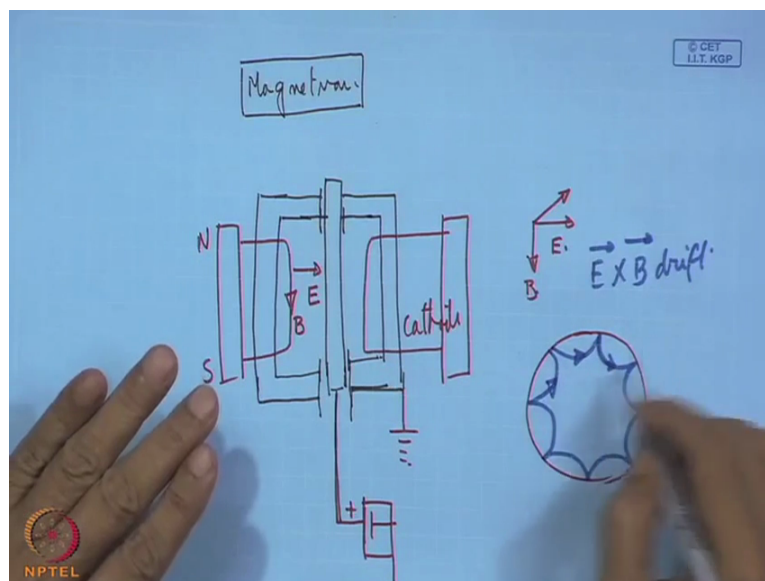 © CET
I.I.T. KGP
Magnetron.
N
S
E
B
Cathode
E.
B
E X B drift.
+
NPTEL